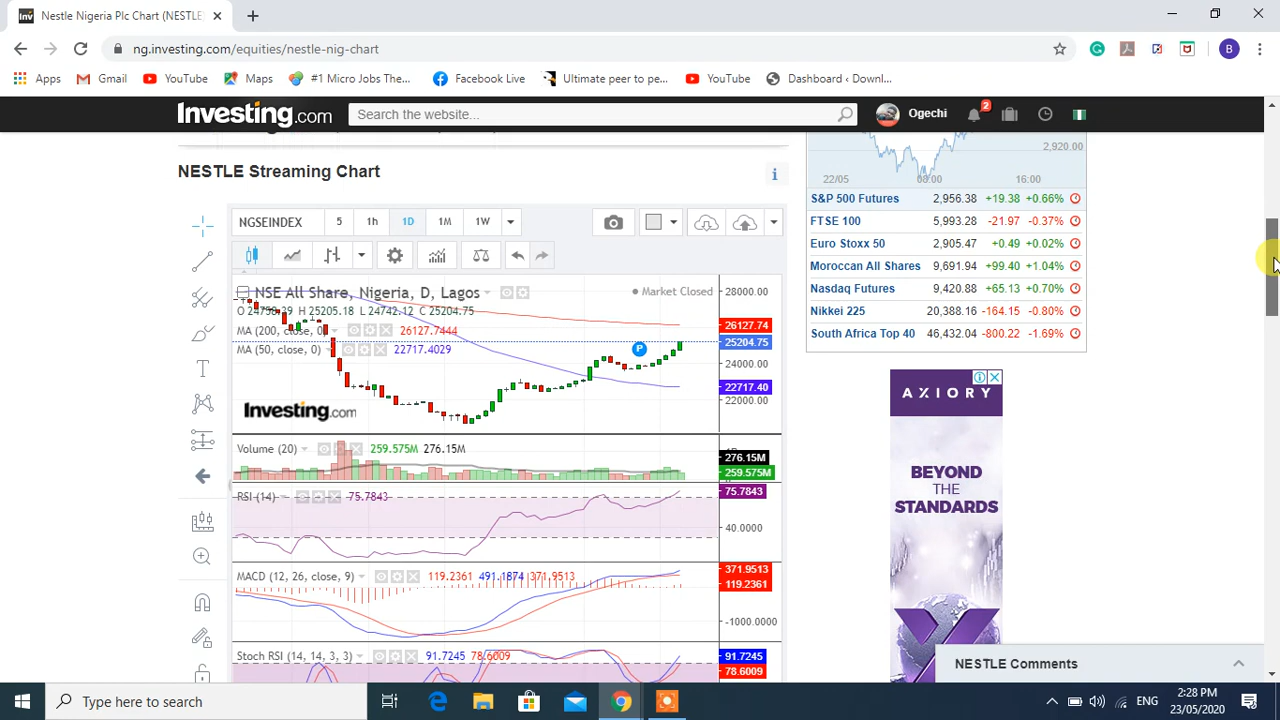 Nestle Nigeria Plc Chart (NESTLE
ng.investing.com/equities/nestle-nig-chart
B
Apps Gmail YouTube Maps #1 Micro Jobs The... Facebook Live Ultimate peer to pe... YouTube Dashboard ‹ Downl...
Investing.com Search the website... Ogechi 2
NESTLE Streaming Chart
NGSEINDEX 5 1h 1D 1M 1W
NSE All Share, Nigeria, D, Lagos Market Closed
H 25205.18 L 24742.12 C 25204.75
MA (200, close, 0) 26127.7444
MA (50, close, 0) 22717.4029
P
Investing.com
28000.00
26127.74
25204.75
24000.00
22717.40
22000.00
Volume (20) 259.575M 276.15M
276.15M
259.575M
RSI (14) 75.7843
75.7843
40.0000
MACD (12, 26, close, 9) 119.2361 491.1874 371.9513
371.9513
119.2361
-1000.0000
Stoch RSI (14, 14, 3, 3) 91.7245 78.6009
91.7245
78.6009
2,920.00
22/05 08:00 16:00
S&P 500 Futures 2,956.38 +19.38 +0.66%
FTSE 100 5,993.28 -21.97 -0.37%
Euro Stoxx 50 2,905.47 +0.49 +0.02%
Moroccan All Shares 9,691.94 +99.40 +1.04%
Nasdaq Futures 9,420.88 +65.13 +0.70%
Nikkei 225 20,388.16 -164.15 -0.80%
South Africa Top 40 46,432.04 -800.22 -1.69%
AXIORY
BEYOND
THE
STANDARDS
NESTLE Comments
Type here to search
ENG
2:28 PM
23/05/2020